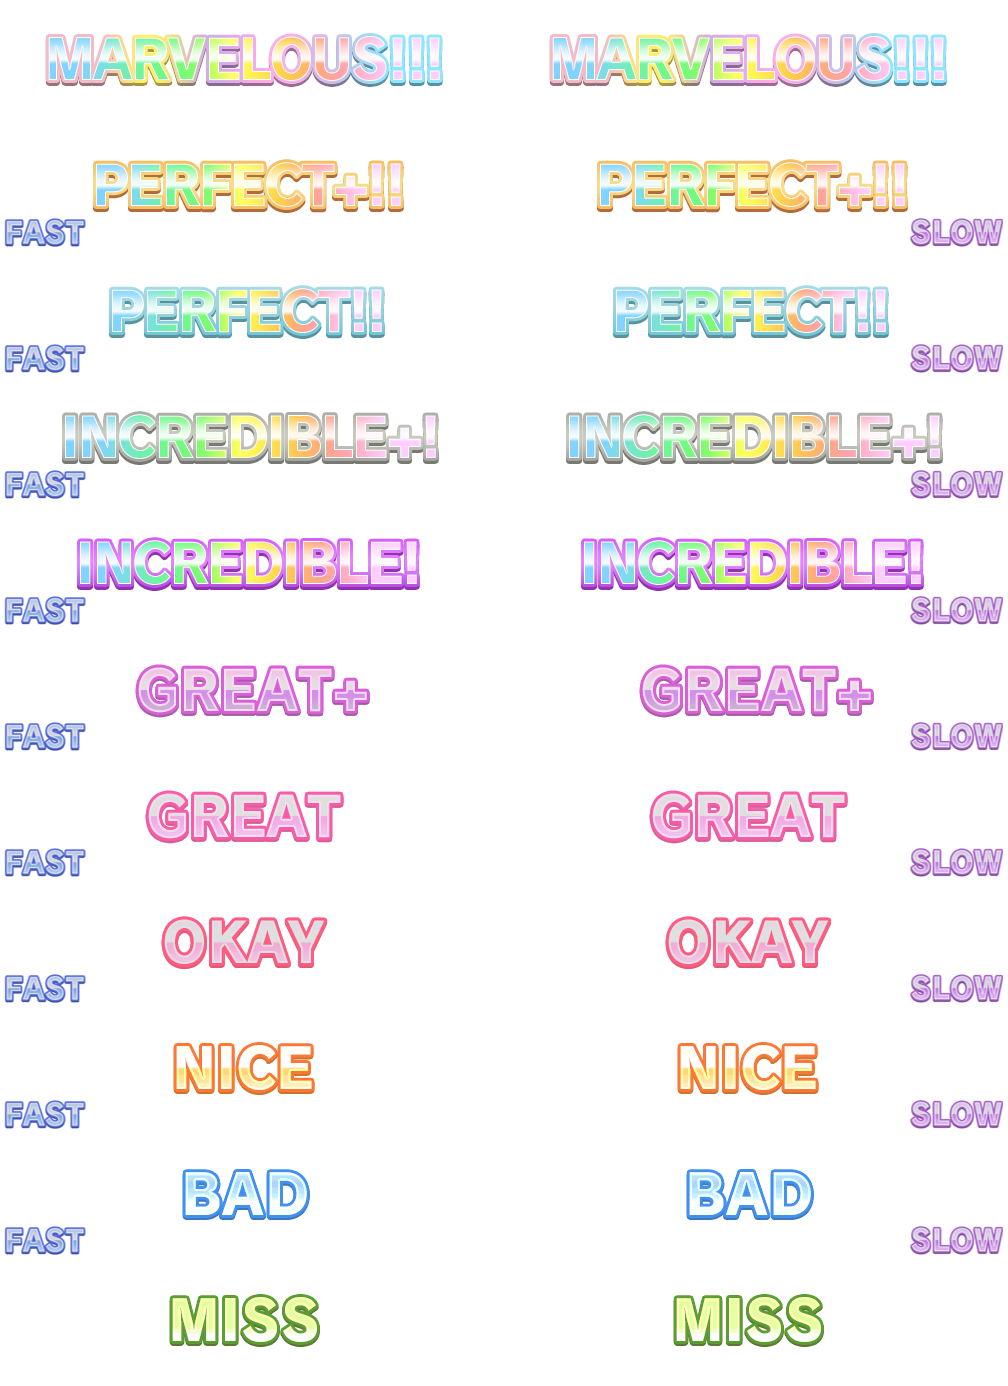 MARVELOUS!!! MARVELOUS!!!
PERFECT+!! PERFECT+!!
FAST SLOW
PERFECT!! PERFECT!!
FAST SLOW
INCREDIBLE+! INCREDIBLE+!
FAST SLOW
INCREDIBLE! INCREDIBLE!
FAST SLOW
GREAT+ GREAT+
FAST SLOW
GREAT GREAT
FAST SLOW
OKAY OKAY
FAST SLOW
NICE NICE
FAST SLOW
BAD BAD
FAST SLOW
MISS MISS